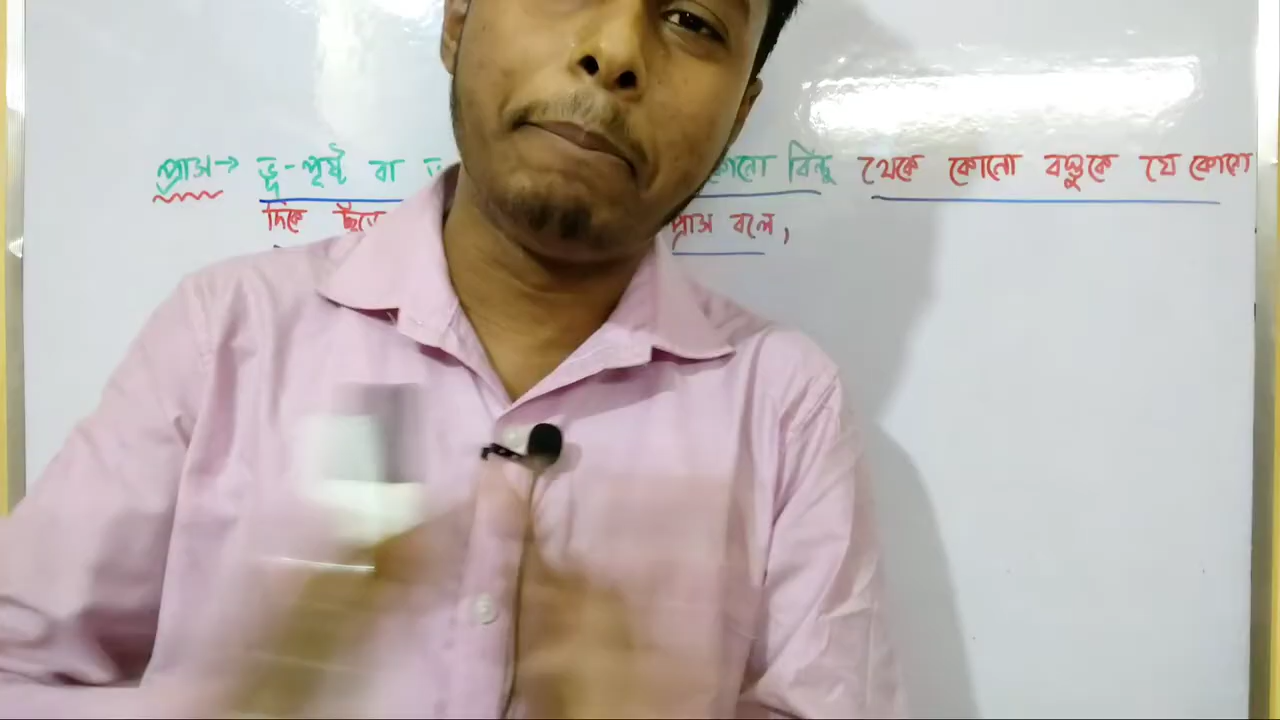 প্রাস→ ভূ-পৃষ্ট বা কোনো বিন্দু থেকে কোনো বস্তুকে যে কোনো
দিকে প্রাস বলে,